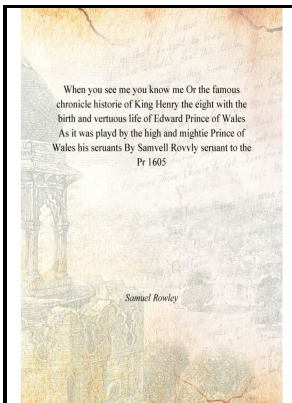 When you see me you know me Or the famous
chronicle historie of King Henry the eight with the
birth and vertuous life of Edward Prince of Wales
As it was playd by the high and mightie Prince of
Wales his seruants By Samvell Rovvly seruant to the
Pr 1605
Samuel Rowley